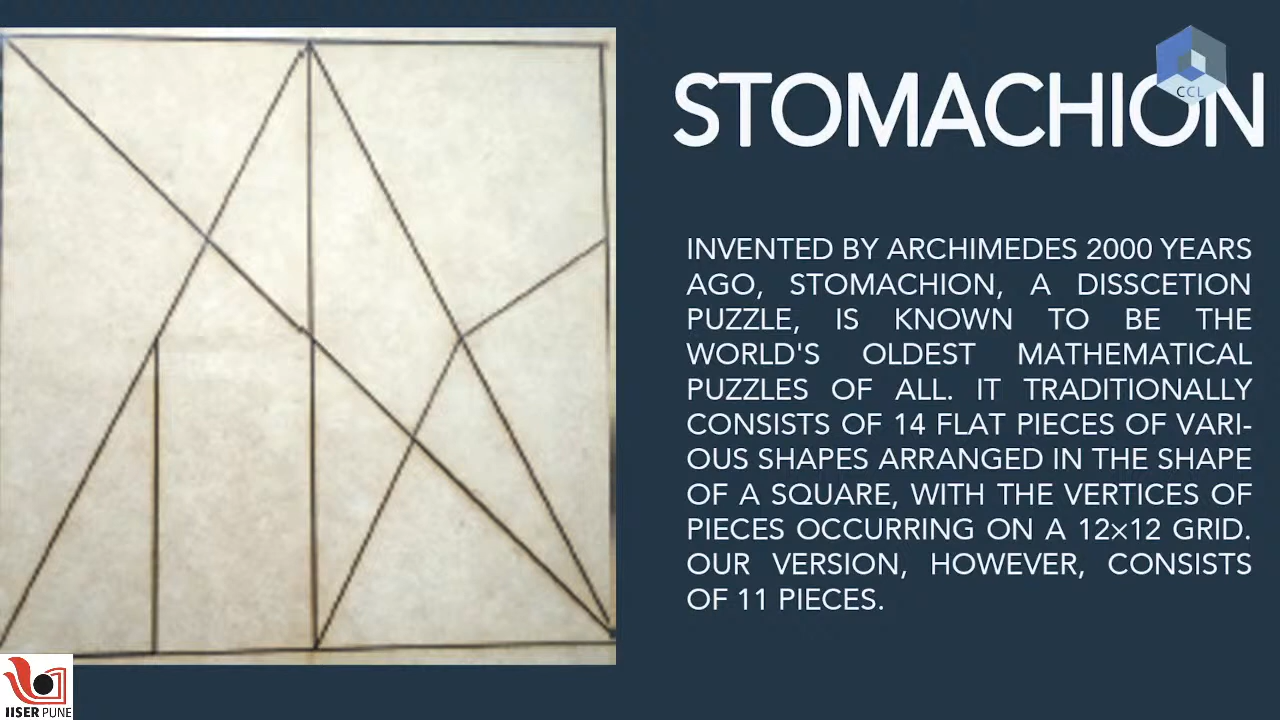 STOMACHION
CCL
INVENTED BY ARCHIMEDES 2000 YEARS
AGO, STOMACHION, A DISSCETION
PUZZLE, IS KNOWN TO BE THE
WORLD'S OLDEST MATHEMATICAL
PUZZLES OF ALL. IT TRADITIONALLY
CONSISTS OF 14 FLAT PIECES OF VARI-
OUS SHAPES ARRANGED IN THE SHAPE
OF A SQUARE, WITH THE VERTICES OF
PIECES OCCURRING ON A 12×12 GRID.
OUR VERSION, HOWEVER, CONSISTS
OF 11 PIECES.
IISER PUNE